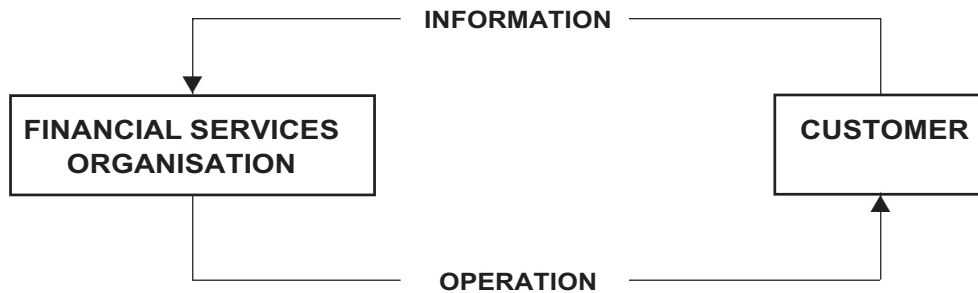 INFORMATION
FINANCIAL SERVICES
ORGANISATION
CUSTOMER
OPERATION